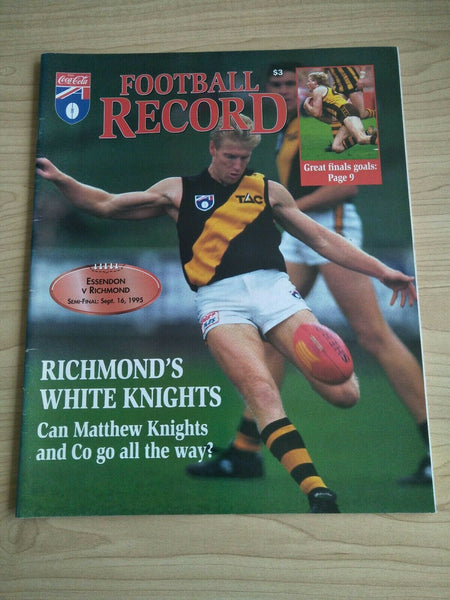 Coca-Cola
FOOTBALL
RECORD
$3
Great finals goals:
Page 9
TAC
ESSENDON
V RICHMOND
SEMI-FINAL: SEPT. 16, 1995
RICHMOND'S
WHITE KNIGHTS
Can Matthew Knights
and Co go all the way?